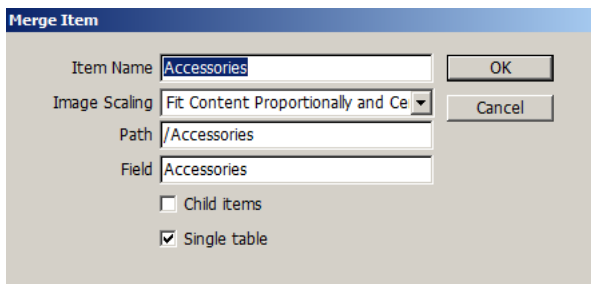 Merge Item
Item Name Accessories OK
Image Scaling Fit Content Proportionally and Ce Cancel
Path /Accessories
Field Accessories
Child items
Single table